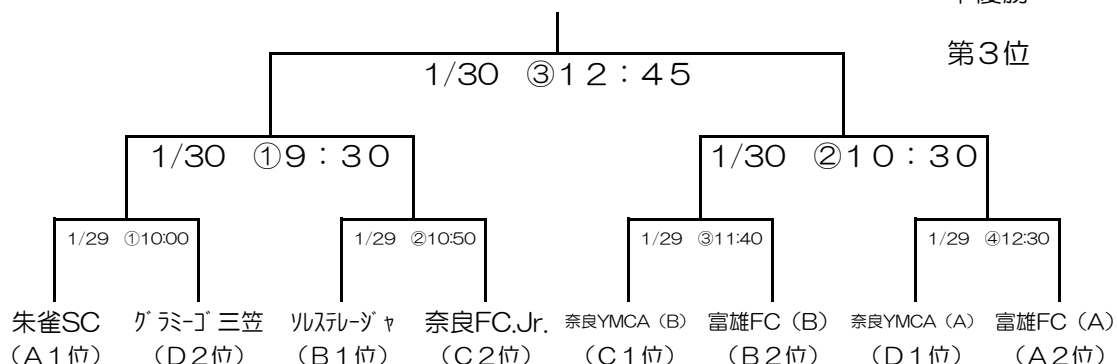 第3位
1/30 ③12:45
1/30 ①9:30
1/30 ②10:30
1/29 ①10:00
1/29 ②10:50
1/29 ③11:40
1/29 ④12:30
朱雀SC グラミーゴ三笠 ソレステレージャ 奈良FC.Jr. 奈良YMCA(B) 富雄FC(B) 奈良YMCA(A) 富雄FC(A)
(A1位) (D2位) (B1位) (C2位) (C1位) (B2位) (D1位) (A2位)